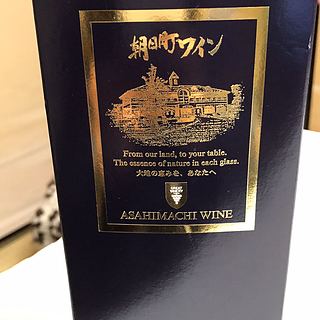 朝日町ワイン
From our land, to your table.
The essence of nature in each glass.
大地の恵みを、あなたへ
ASAHIMACHI WINE